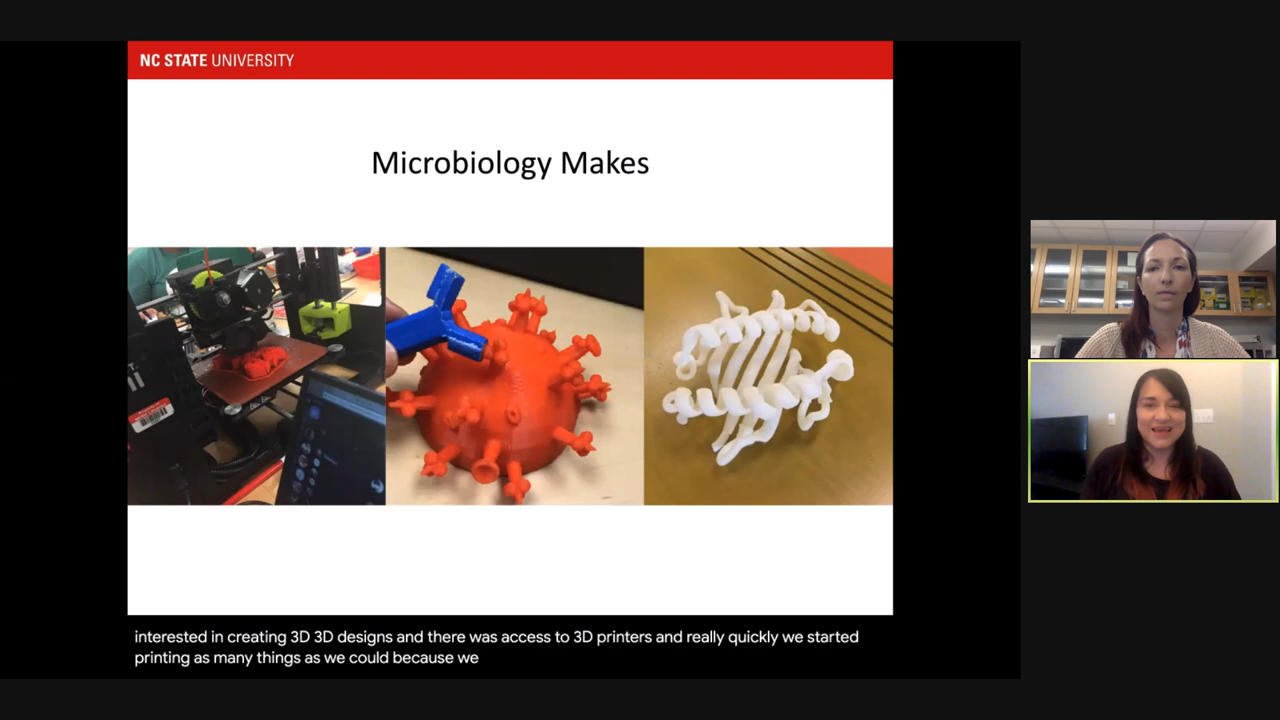 NC STATE UNIVERSITY
Microbiology Makes
interested in creating 3D 3D designs and there was access to 3D printers and really quickly we started
printing as many things as we could because we